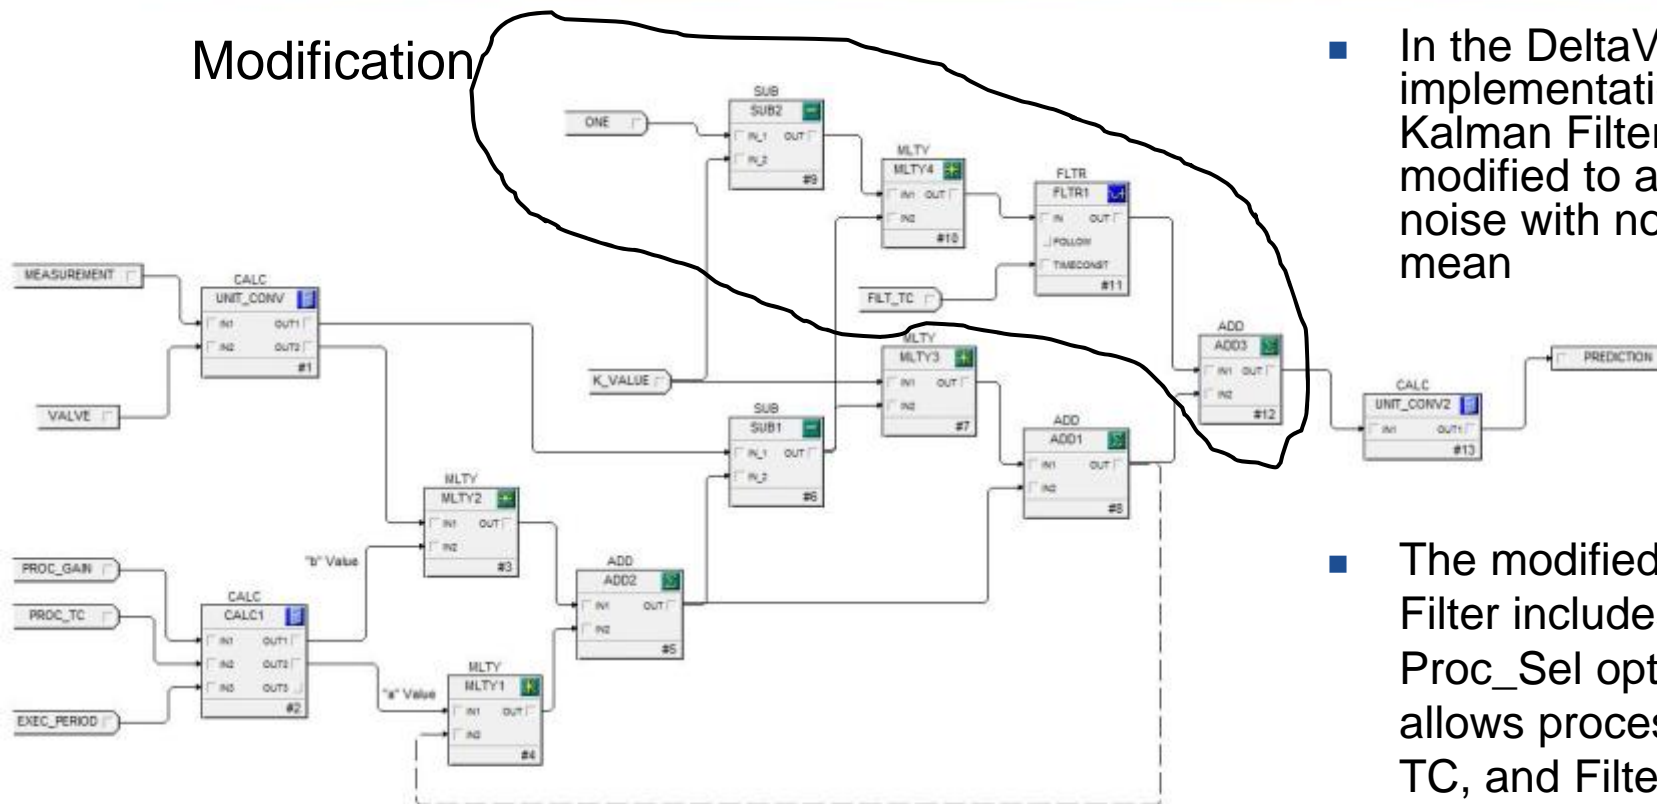 Modification
In the DeltaV
implementati
Kalman Filter
modified to a
noise with no
mean
ONE
SUB
SUB2
IN_1 OUT
IN_2
#9
MLTY
MLTY4
IN1 OUT
IN2
#10
FLTR
FLTR1
IN OUT
FOLLOW
TIMECONST
#11
FILT_TC
MEASUREMENT
VALVE
CALC
UNIT_CONV
IN1 OUT1
IN2 OUT2
#1
K_VALUE
MLTY
MLTY3
IN1 OUT
IN2
#7
ADD
ADD3
IN1 OUT
IN2
#12
PREDICTION
CALC
UNIT_CONV2
IN1 OUT1
#13
SUB
SUB1
IN_1 OUT
IN_2
#6
ADD
ADD1
IN1 OUT
IN2
#8
MLTY
MLTY2
IN1 OUT
IN2
#3
"b" Value
PROC_GAIN
PROC_TC
EXEC_PERIOD
CALC
CALC1
IN1 OUT1
IN2 OUT2
IN3 OUT3
#2
ADD
ADD2
IN1 OUT
IN2
#5
"a" Value
MLTY
MLTY1
IN1 OUT
IN2
#4
The modified
Filter include
Proc_Sel opt
allows proces
TC, and Filte